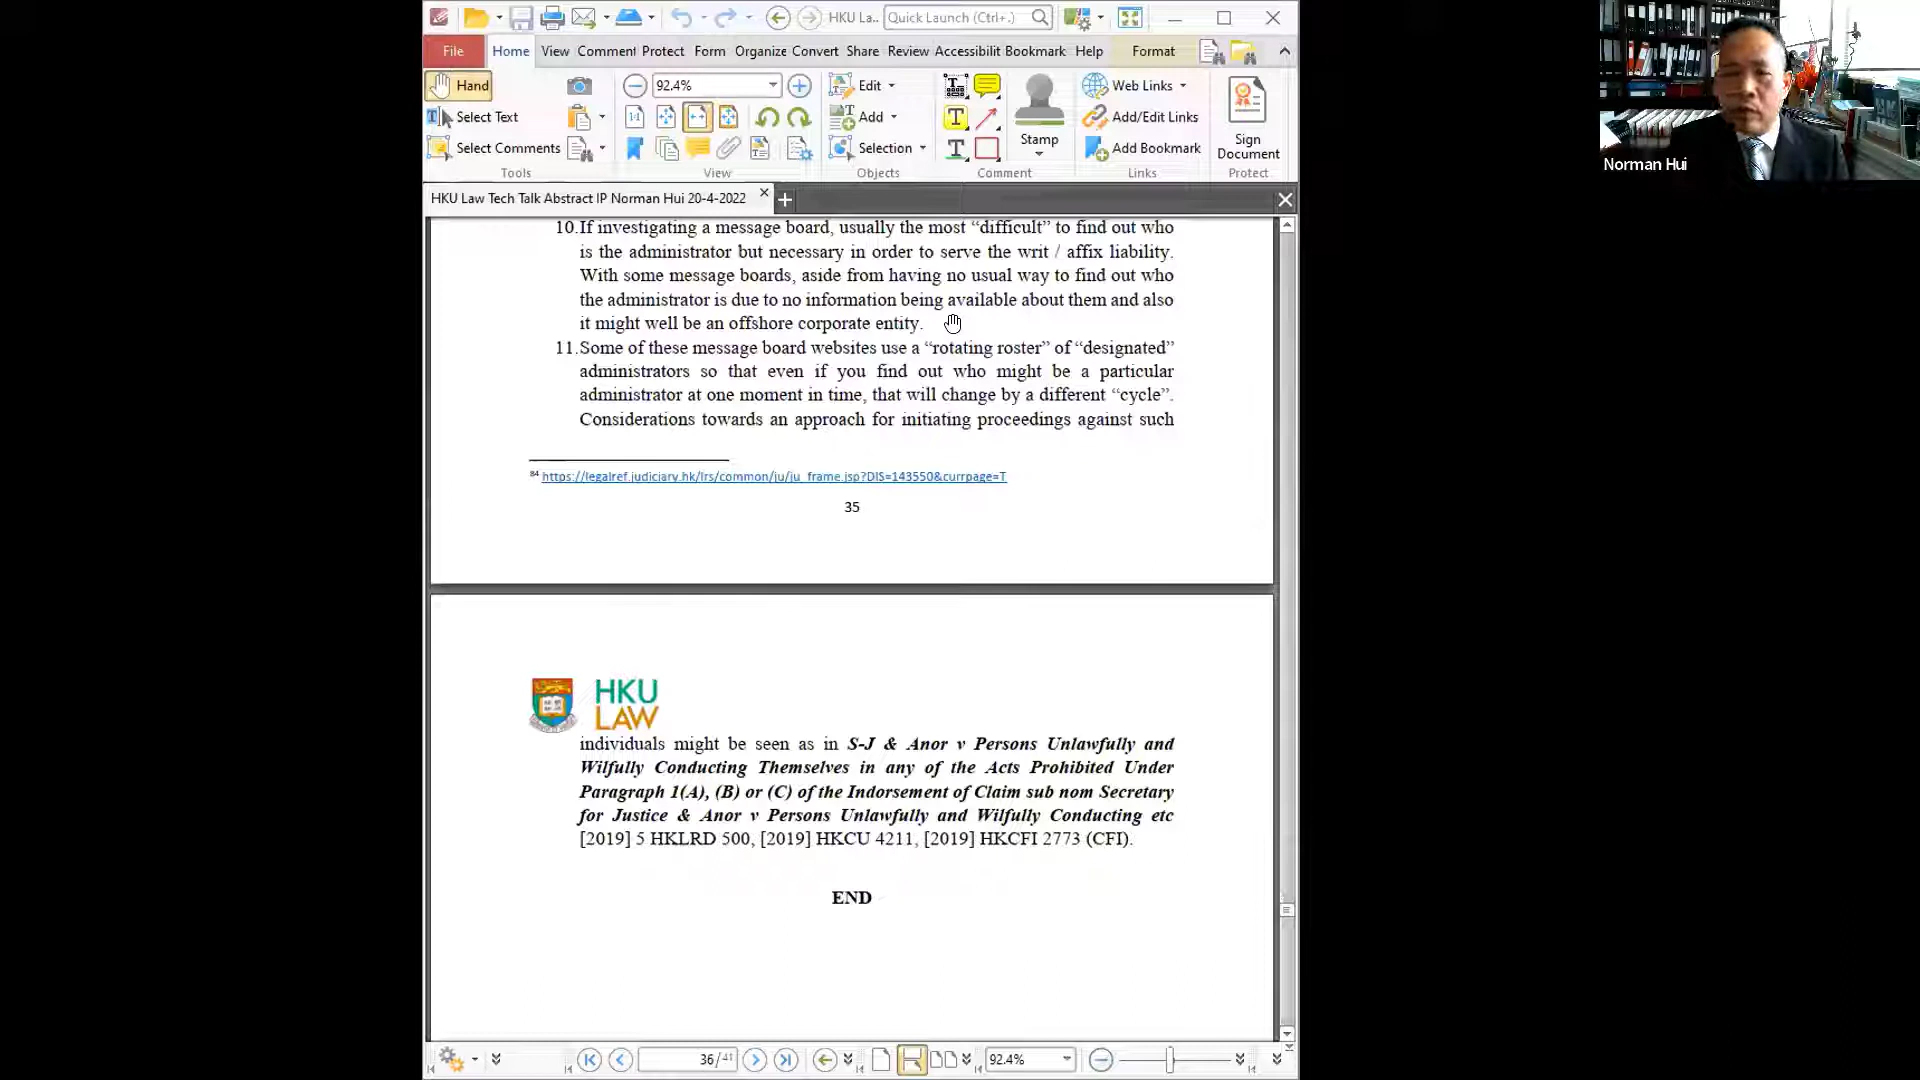 HKU La..
Quick Launch (Ctrl+.)
File Home View Comment Protect Form Organize Convert Share Review Accessibilit Bookmark Help Format
Hand
Select Text
Select Comments
Tools
92.4%
View
Edit
Add
Selection
Objects
Comment
Stamp
Web Links
Add/Edit Links
Add Bookmark
Links
Sign
Document
Protect
Norman Hui
HKU Law Tech Talk Abstract IP Norman Hui 20-4-2022
10. If investigating a message board, usually the most “difficult” to find out who
is the administrator but necessary in order to serve the writ / affix liability.
With some message boards, aside from having no usual way to find out who
the administrator is due to no information being available about them and also
it might well be an offshore corporate entity.
11. Some of these message board websites use a “rotating roster” of “designated”
administrators so that even if you find out who might be a particular
administrator at one moment in time, that will change by a different “cycle”.
Considerations towards an approach for initiating proceedings against such
84 https://legalref.judiciary.hk/lrs/common/ju/ju_frame.jsp?DIS=143550&currpage=T
35
HKU
LAW
individuals might be seen as in S-J & Anor v Persons Unlawfully and
Wilfully Conducting Themselves in any of the Acts Prohibited Under
Paragraph 1(A), (B) or (C) of the Indorsement of Claim sub nom Secretary
for Justice & Anor v Persons Unlawfully and Wilfully Conducting etc
[2019] 5 HKLRD 500, [2019] HKCU 4211, [2019] HKCFI 2773 (CFI).
END
36/41
92.4%